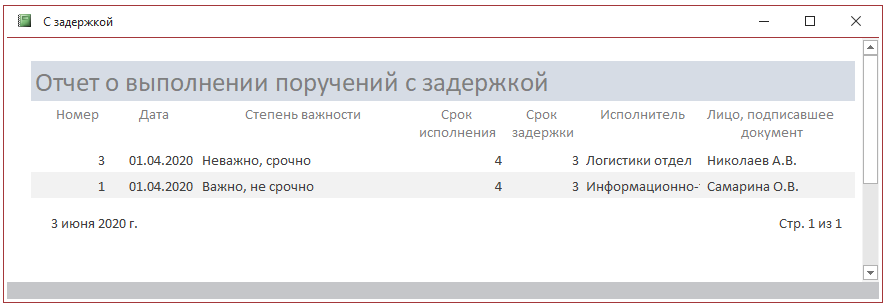 С задержкой
Отчет о выполнении поручений с задержкой
Номер Дата Степень важности Срок исполнения Срок задержки Исполнитель Лицо, подписавшее документ
3 01.04.2020 Неважно, срочно 4 3 Логистики отдел Николаев А.В.
1 01.04.2020 Важно, не срочно 4 3 Информационно- Самарина О.В.
3 июня 2020 г. Стр. 1 из 1